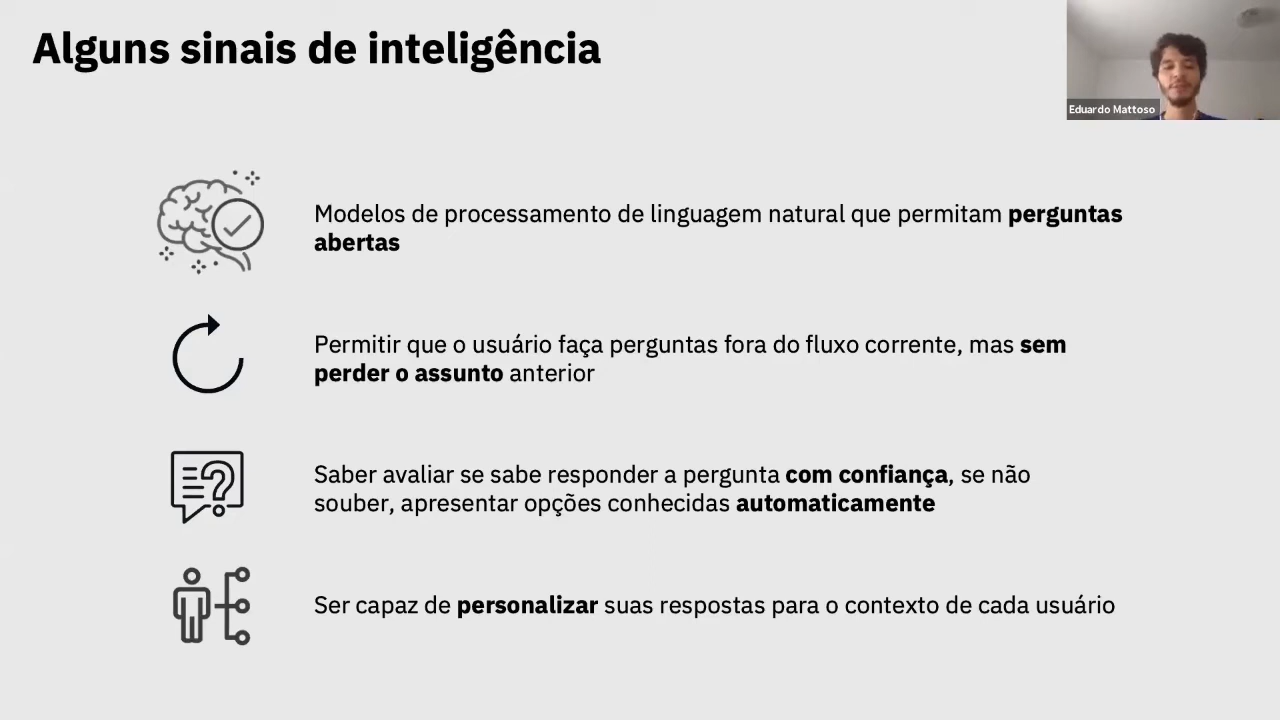 Alguns sinais de inteligência
Eduardo Mattoso
Modelos de processamento de linguagem natural que permitam perguntas
abertas
Permitir que o usuário faça perguntas fora do fluxo corrente, mas sem
perder o assunto anterior
Saber avaliar se sabe responder a pergunta com confiança, se não
souber, apresentar opções conhecidas automaticamente
Ser capaz de personalizar suas respostas para o contexto de cada usuário